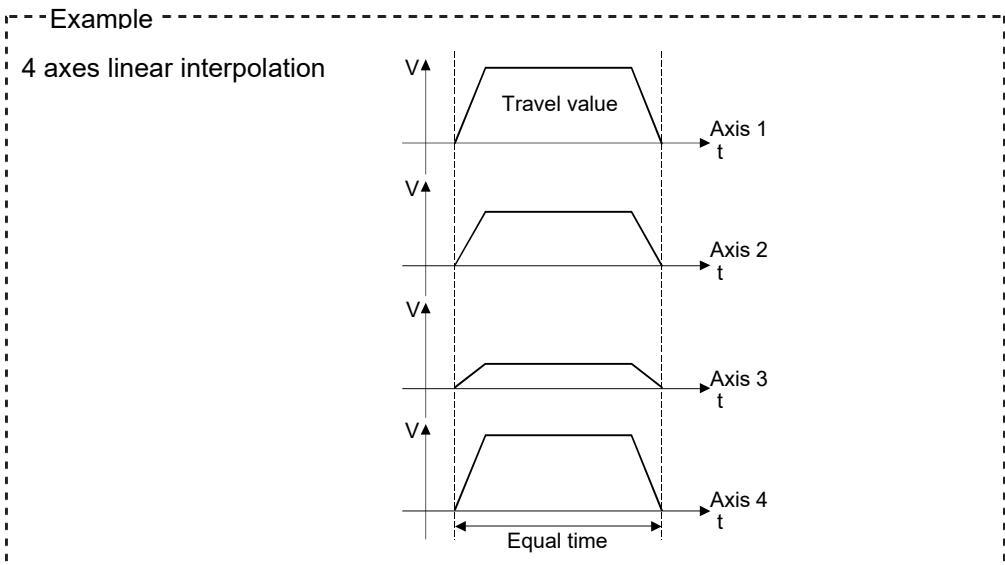 Example
4 axes linear interpolation
V
Travel value
Axis 1
t
V
Axis 2
t
V
Axis 3
t
V
Axis 4
t
Equal time